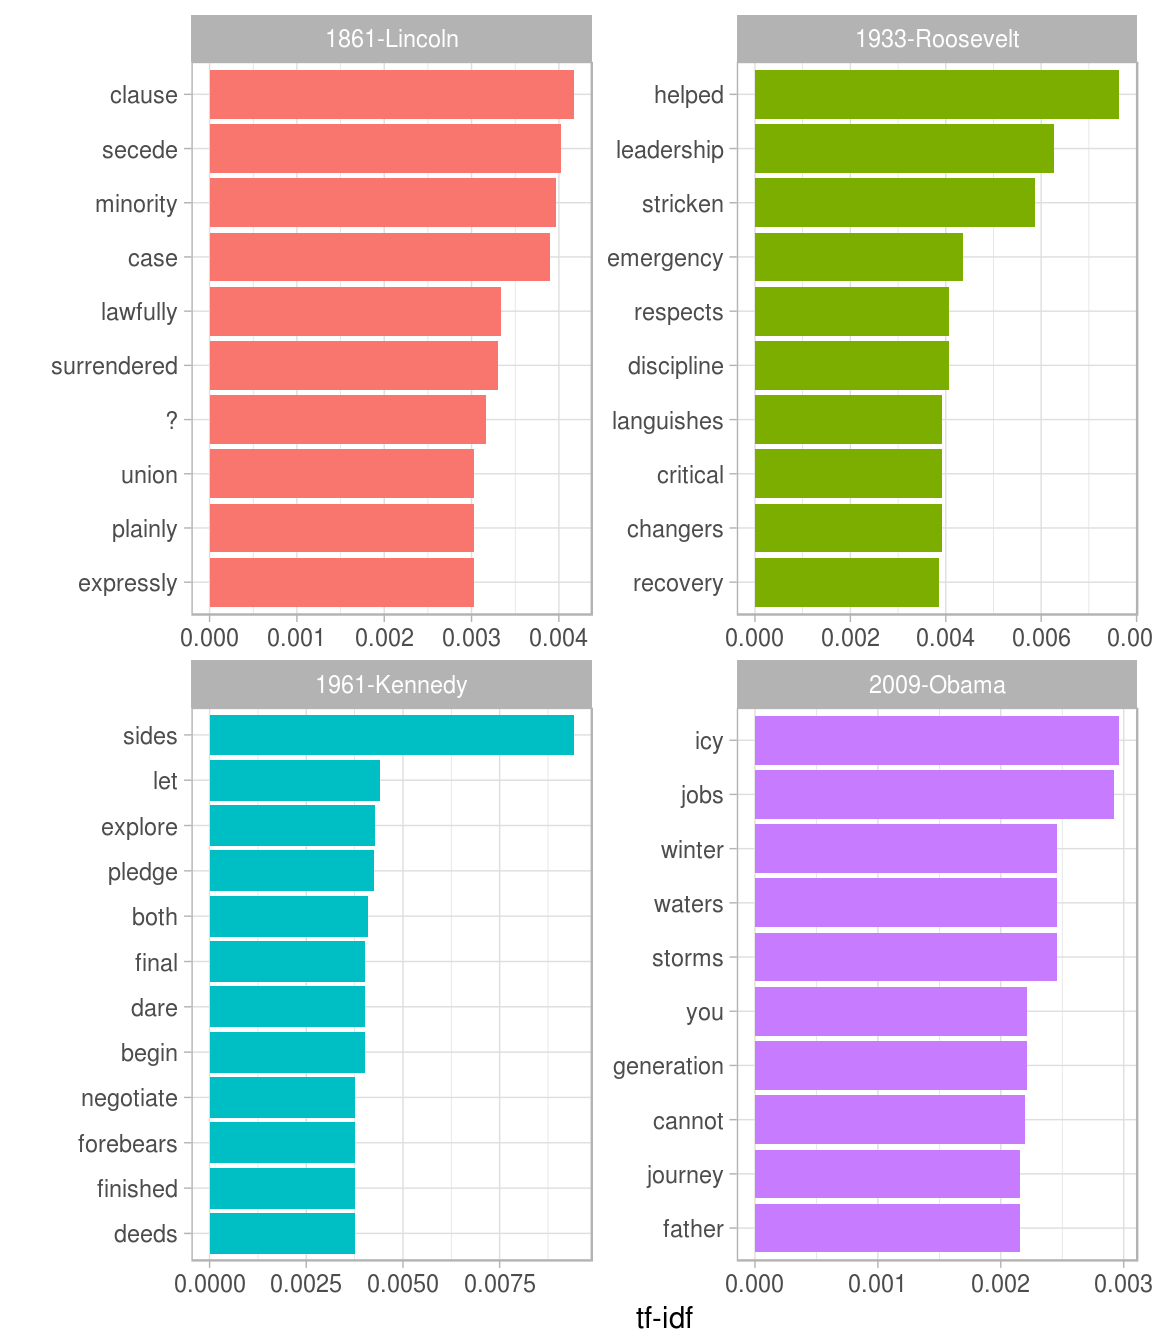 1861-Lincoln
clause
secede
minority
case
lawfully
surrendered
?
union
plainly
expressly
0.000 0.001 0.002 0.003 0.004
1933-Roosevelt
helped
leadership
stricken
emergency
respects
discipline
languishes
critical
changers
recovery
0.000 0.002 0.004 0.006 0.00
1961-Kennedy
sides
let
explore
pledge
both
final
dare
begin
negotiate
forebears
finished
deeds
0.0000 0.0025 0.0050 0.0075
2009-Obama
icy
jobs
winter
waters
storms
you
generation
cannot
journey
father
0.000 0.001 0.002 0.003
tf-idf